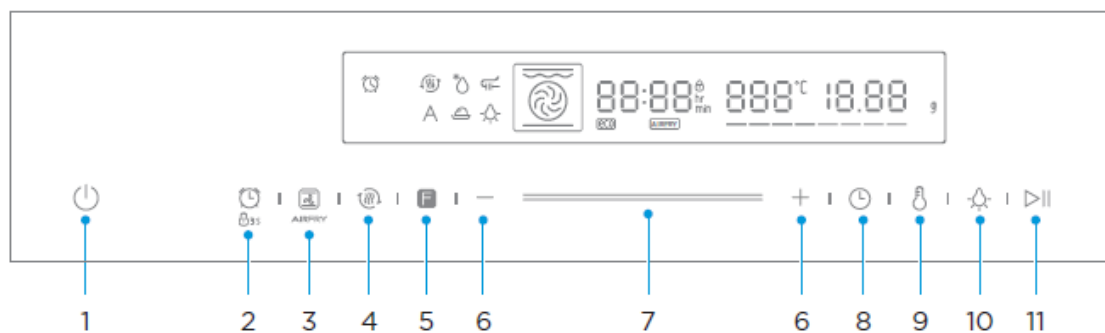 88:88 hr 888°C 18.88 g
A min
ECO AIRFRY
F
3s AIRFRY
1 2 3 4 5 6 7 6 8 9 10 11